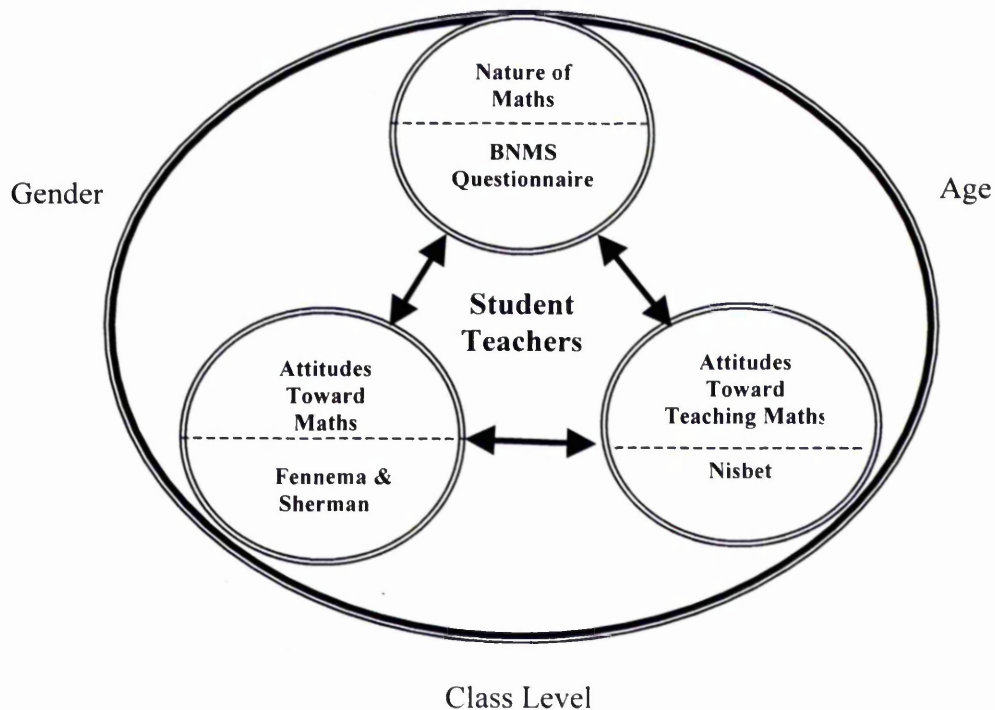 Nature of
Maths
BNMS
Questionnaire
Gender
Age
Student
Teachers
Attitudes
Toward
Maths
Fennema &
Sherman
Attitudes
Toward
Teaching Maths
Nisbet
Class Level